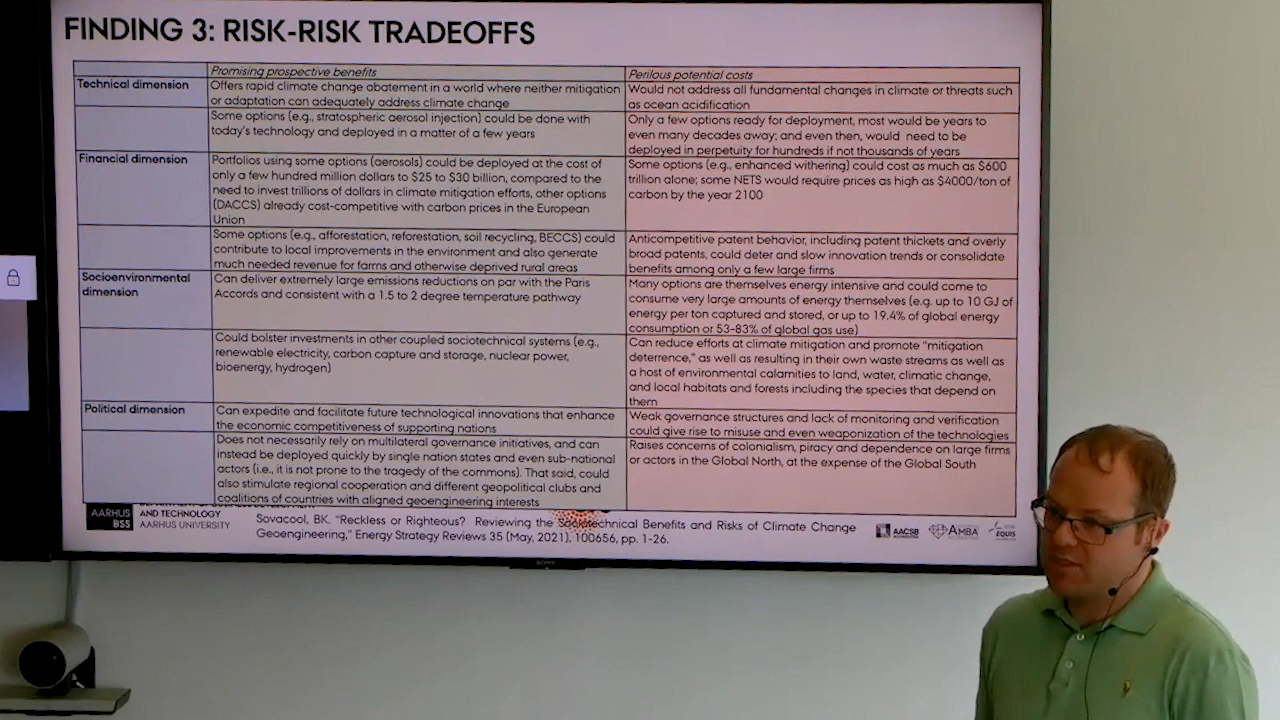 FINDING 3: RISK-RISK TRADEOFFS
Promising prospective benefits
Perilous potential costs
Technical dimension
Offers rapid climate change abatement in a world where neither mitigation
or adaptation can adequately address climate change
Would not address all fundamental changes in climate or threats such
as ocean acidification
Some options (e.g., stratospheric aerosol injection) could be done with
today's technology and deployed in a matter of a few years
Only a few options ready for deployment, most would be years to
even many decades away; and even then, would need to be
deployed in perpetuity for hundreds if not thousands of years
Financial dimension
Portfolios using some options (aerosols) could be deployed at the cost of
only a few hundred million dollars to $25 to $30 billion, compared to the
need to invest trillions of dollars in climate mitigation efforts, other options
(DACCS) already cost-competitive with carbon prices in the European
Union
Some options (e.g., enhanced withering) could cost as much as $600
trillion alone; some NETS would require prices as high as $4000/ton of
carbon by the year 2100
Some options (e.g., afforestation, reforestation, soil recycling, BECCS) could
contribute to local improvements in the environment and also generate
much needed revenue for farms and otherwise deprived rural areas
Anticompetitive patent behavior, including patent thickets and overly
broad patents, could deter and slow innovation trends or consolidate
benefits among only a few large firms
Socioenvironmental
dimension
Can deliver extremely large emissions reductions on par with the Paris
Accords and consistent with a 1.5 to 2 degree temperature pathway
Many options are themselves energy intensive and could come to
consume very large amounts of energy themselves (e.g. up to 10 GJ of
energy per ton captured and stored, or up to 19.4% of global energy
consumption or 53-83% of global gas use)
Could bolster investments in other coupled sociotechnical systems (e.g.,
renewable electricity, carbon capture and storage, nuclear power,
bioenergy, hydrogen)
Can reduce efforts at climate mitigation and promote "mitigation
deterrence," as well as resulting in their own waste streams as well as
a host of environmental calamities to land, water, climatic change,
and local habitats and forests including the species that depend on
them
Political dimension
Can expedite and facilitate future technological innovations that enhance
the economic competitiveness of supporting nations
Weak governance structures and lack of monitoring and verification
could give rise to misuse and even weaponization of the technologies
Does not necessarily rely on multilateral governance initiatives, and can
instead be deployed quickly by single nation states and even sub-national
actors (i.e., it is not prone to the tragedy of the commons). That said, could
also stimulate regional cooperation and different geopolitical clubs and
coalitions of countries with aligned geoengineering interests
Raises concerns of colonialism, piracy and dependence on large firms
or actors in the Global North, at the expense of the Global South
AARHUS
BSS
AND TECHNOLOGY
AARHUS UNIVERSITY
Sovacool, BK. "Reckless or Righteous? Reviewing the Sociotechnical Benefits and Risks of Climate Change
Geoengineering," Energy Strategy Reviews 35 (May, 2021), 100656, pp. 1-26.
AACSB
AMBA
EQUIS
SONY